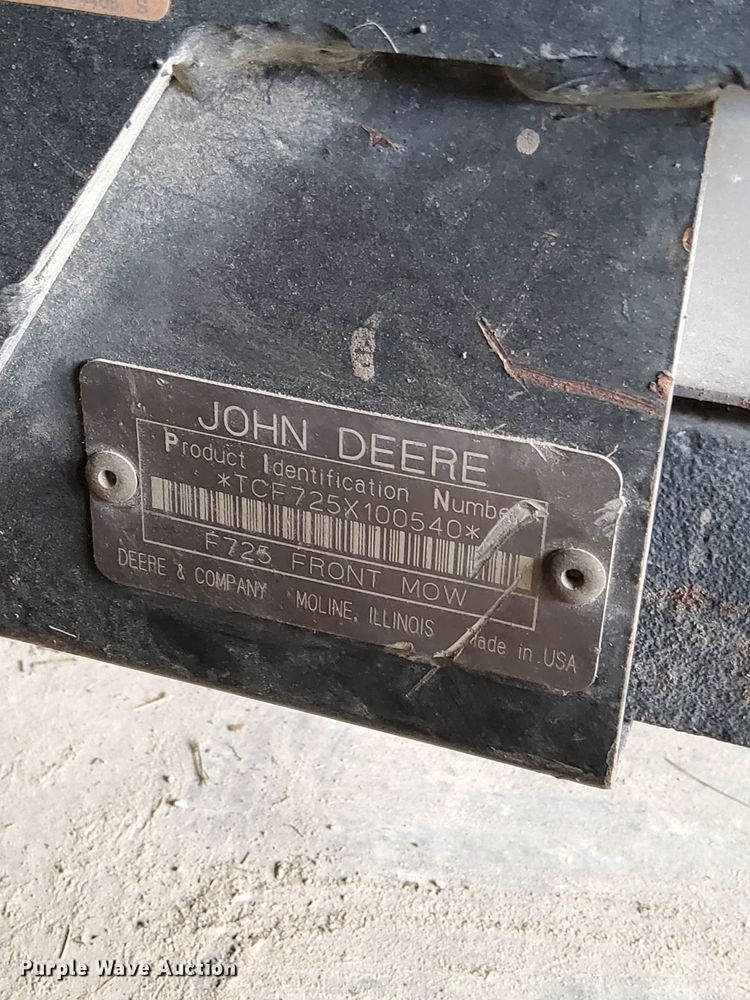 JOHN DEERE
Product Identification Number
*TCF725X100540*
F725 FRONT MOW
DEERE & COMPANY MOLINE, ILLINOIS Made in USA
Purple Wave Auction